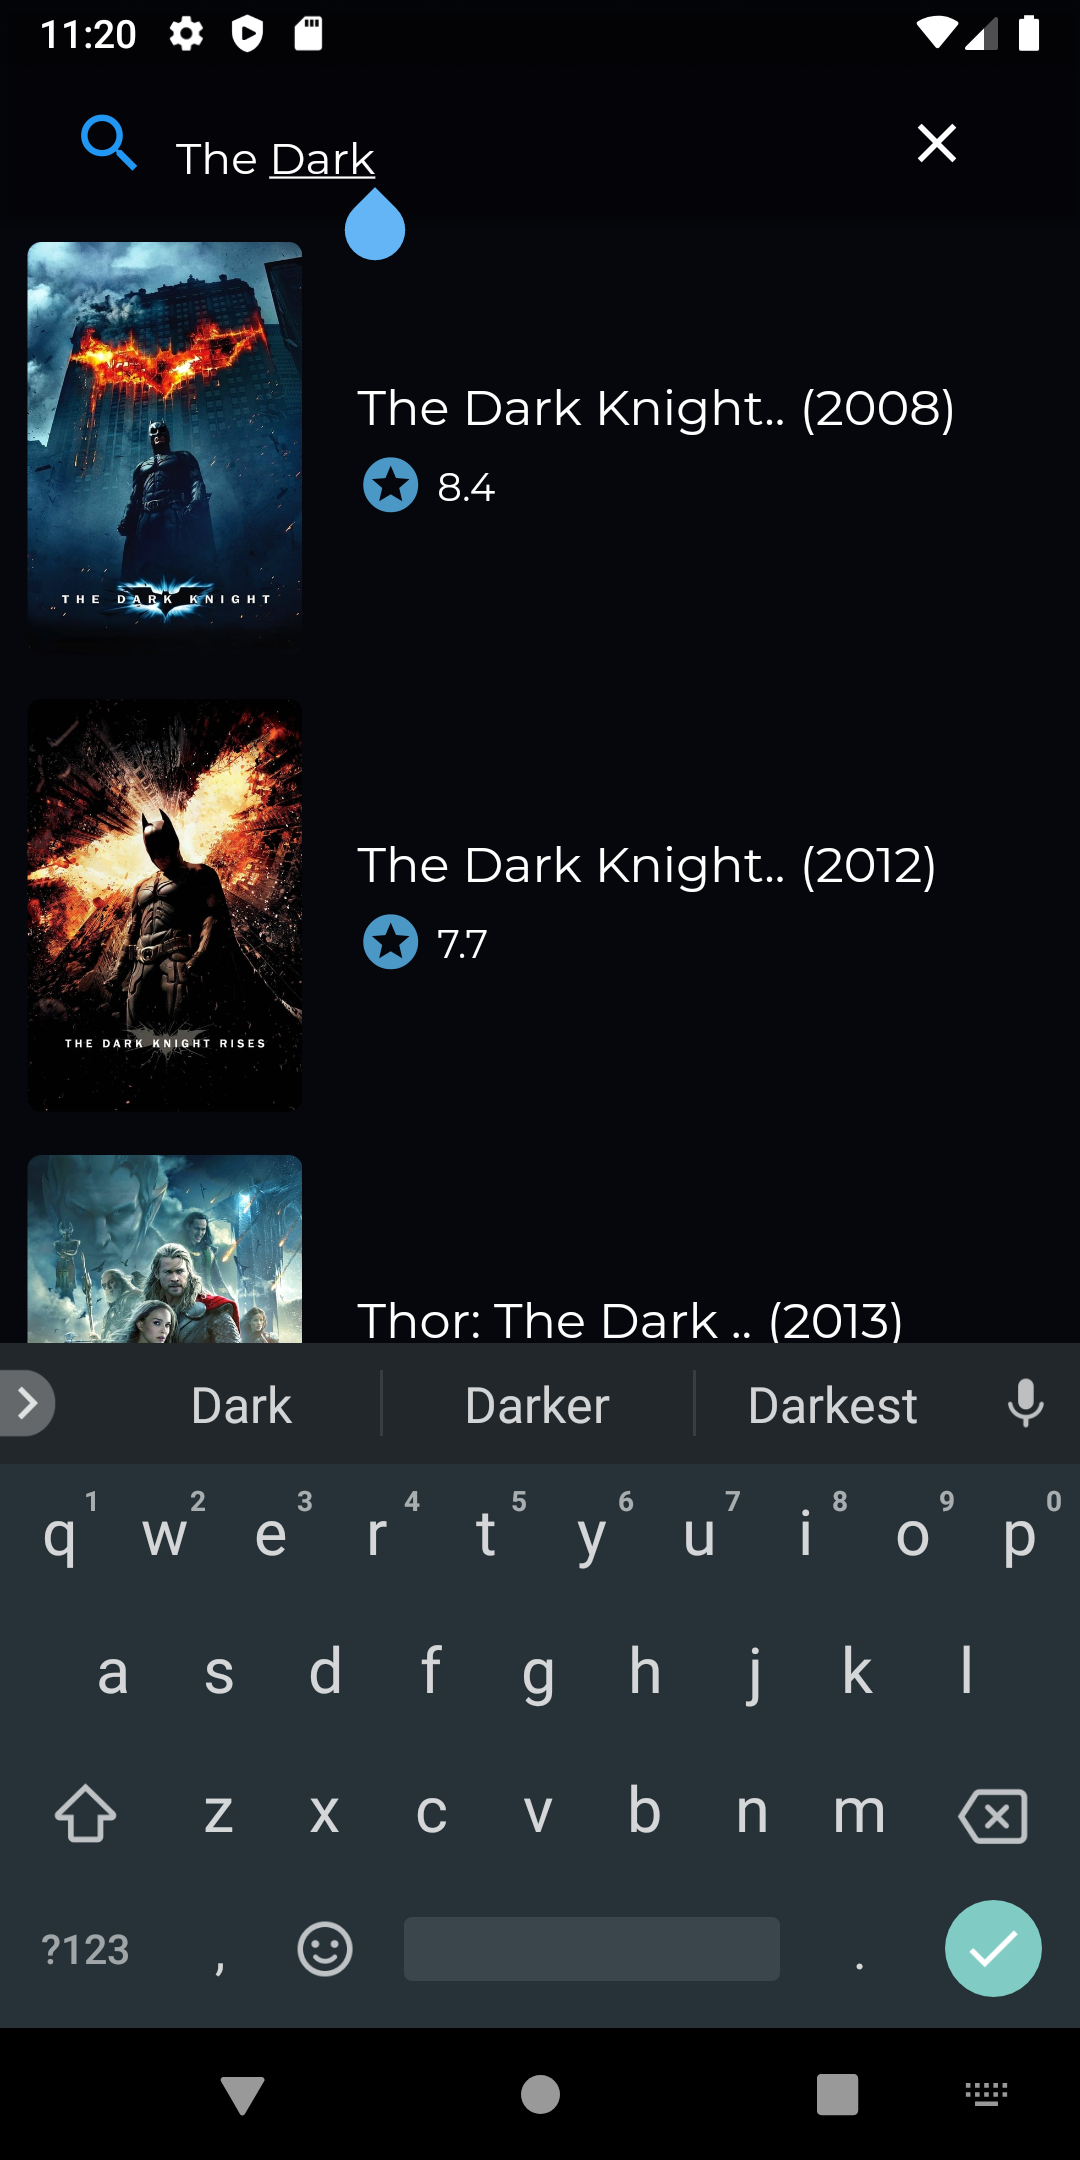 11:20
The Dark
THE DARK KNIGHT
The Dark Knight.. (2008)
8.4
THE DARK KNIGHT RISES
The Dark Knight.. (2012)
7.7
Thor: The Dark .. (2013)
Dark Darker Darkest
1 2 3 4 5 6 7 8 9 0
q w e r t y u i o p
a s d f g h j k l
z x c v b n m
?123 , .